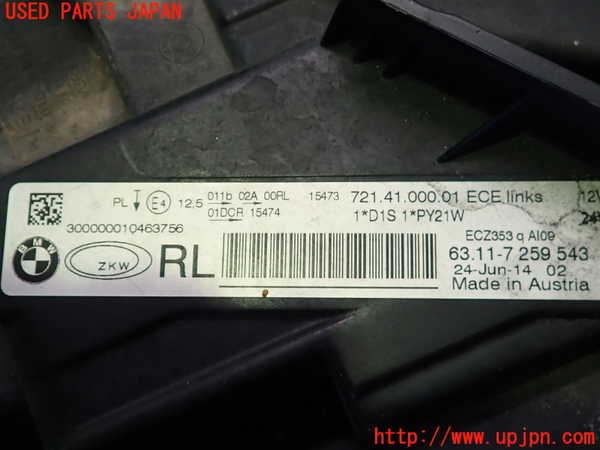 USED PARTS JAPAN
PL E4 12,5 011b 02A 00RL 15473 721.41.000.01 ECE links 12V
01DCR 15474 1*D1S 1*PY21W
300000010463756
BMW ZKW RL
ECZ353 q AI09
63.11-7 259 543
24-Jun-14 02
Made in Austria
http://www.upjpn.com/